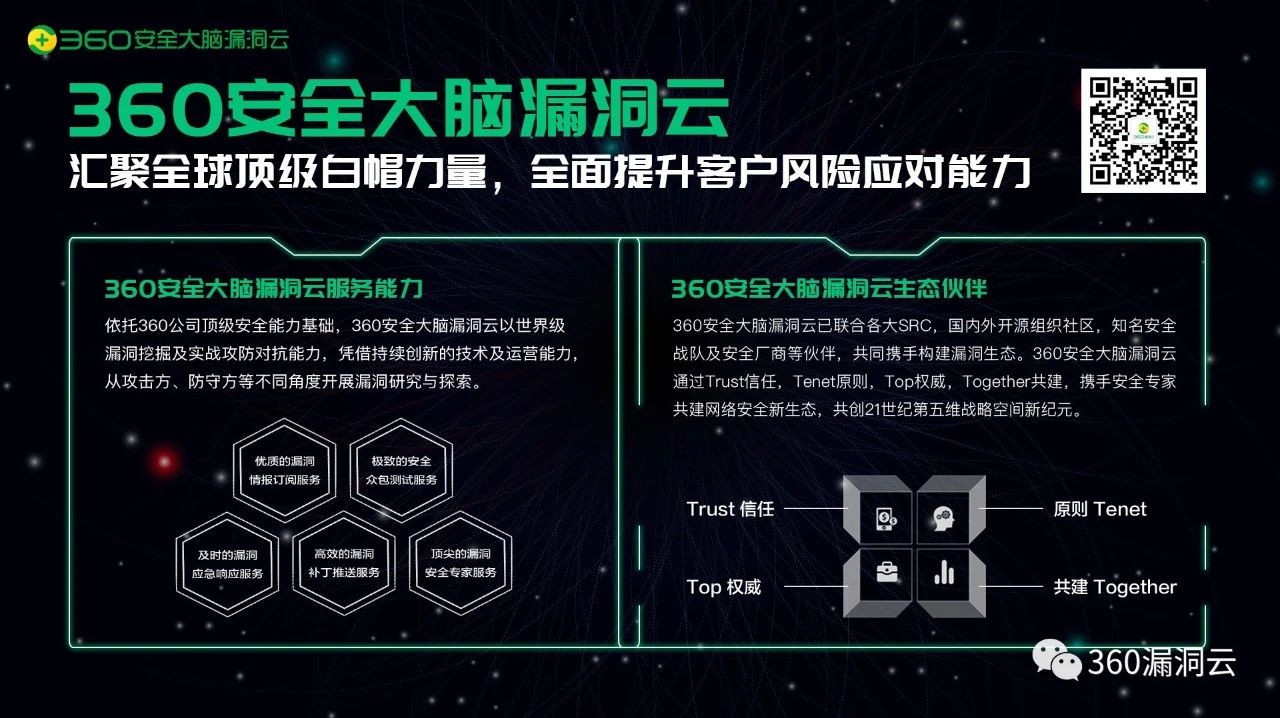 360安全大脑漏洞云
360安全大脑漏洞云
汇聚全球顶级白帽力量，全面提升客户风险应对能力
360安全大脑漏洞云服务能力
依托360公司顶级安全能力基础，360安全大脑漏洞云以世界级
漏洞挖掘及实战攻防对抗能力，凭借持续创新的技术及运营能力，
从攻击方、防守方等不同角度开展漏洞研究与探索。
优质的漏洞
情报订阅服务
极致的安全
众包测试服务
及时的漏洞
应急响应服务
高效的漏洞
补丁推送服务
顶尖的漏洞
安全专家服务
360安全大脑漏洞云生态伙伴
360安全大脑漏洞云已联合各大SRC，国内外开源组织社区，知名安全
战队及安全厂商等伙伴，共同携手构建漏洞生态。360安全大脑漏洞云
通过Trust信任，Tenet原则，Top权威，Together共建，携手安全专家
共建网络安全新生态，共创21世纪第五维战略空间新纪元。
Trust 信任
原则 Tenet
Top 权威
共建 Together
360漏洞云